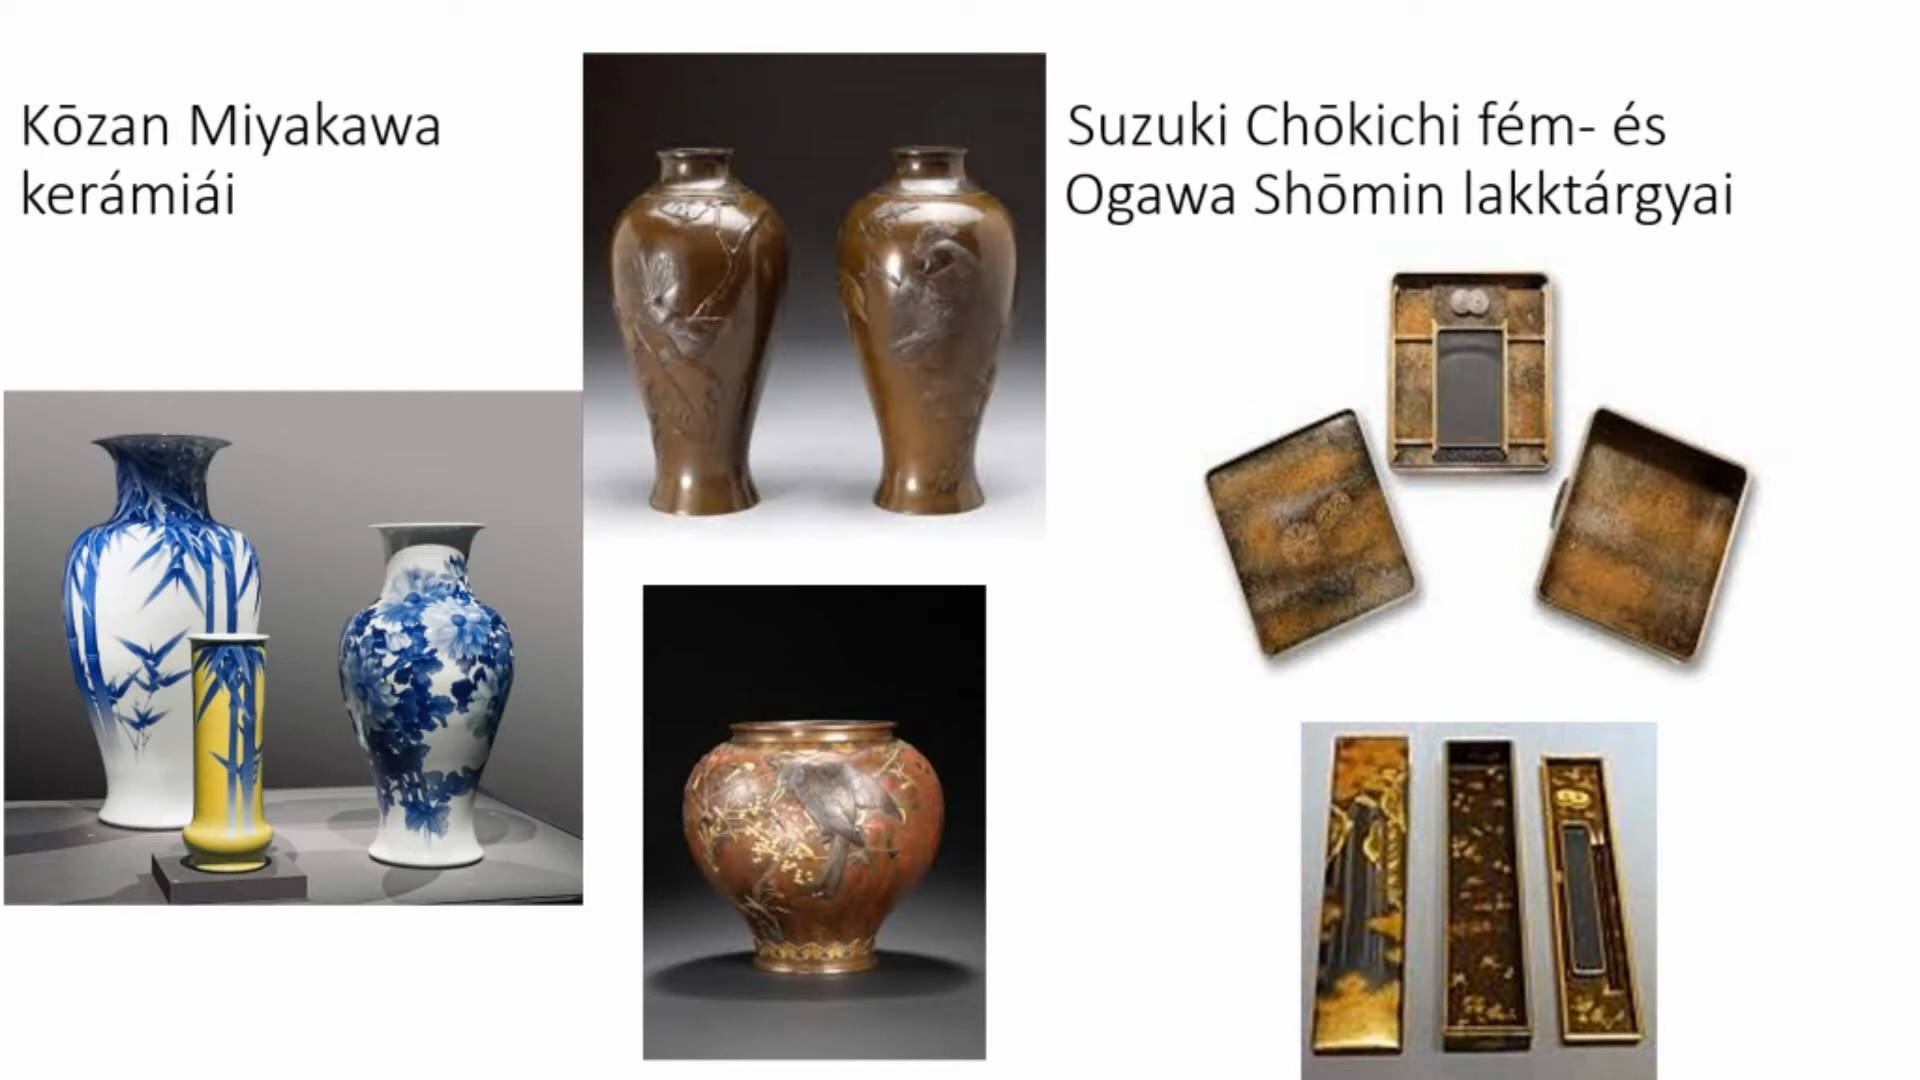 Kōzan Miyakawa
kerámiái
Suzuki Chōkichi fém- és
Ogawa Shōmin lakktárgyai